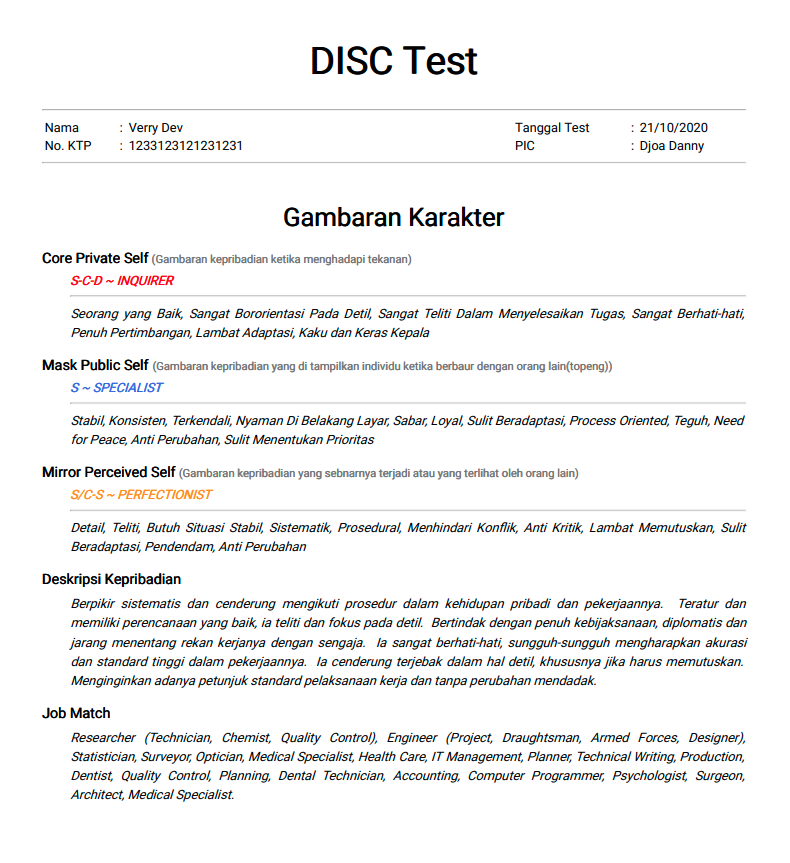 DISC Test
Nama : Verry Dev Tanggal Test : 21/10/2020
No. KTP : 1233123121231231 PIC : Djoa Danny
Gambaran Karakter
Core Private Self (Gambaran kepribadian ketika menghadapi tekanan)
S-C-D ~ INQUIRER
Seorang yang Baik, Sangat Bororientasi Pada Detil, Sangat Teliti Dalam Menyelesaikan Tugas, Sangat Berhati-hati,
Penuh Pertimbangan, Lambat Adaptasi, Kaku dan Keras Kepala
Mask Public Self (Gambaran kepribadian yang di tampilkan individu ketika berbaur dengan orang lain(topeng))
S ~ SPECIALIST
Stabil, Konsisten, Terkendali, Nyaman Di Belakang Layar, Sabar, Loyal, Sulit Beradaptasi, Process Oriented, Teguh, Need
for Peace, Anti Perubahan, Sulit Menentukan Prioritas
Mirror Perceived Self (Gambaran kepribadian yang sebnarnya terjadi atau yang terlihat oleh orang lain)
S/C-S ~ PERFECTIONIST
Detail, Teliti, Butuh Situasi Stabil, Sistematik, Prosedural, Menhindari Konflik, Anti Kritik, Lambat Memutuskan, Sulit
Beradaptasi, Pendendam, Anti Perubahan
Deskripsi Kepribadian
Berpikir sistematis dan cenderung mengikuti prosedur dalam kehidupan pribadi dan pekerjaannya. Teratur dan
memiliki perencanaan yang baik, ia teliti dan fokus pada detil. Bertindak dengan penuh kebijaksanaan, diplomatis dan
jarang menentang rekan kerjanya dengan sengaja. Ia sangat berhati-hati, sungguh-sungguh mengharapkan akurasi
dan standard tinggi dalam pekerjaannya. Ia cenderung terjebak dalam hal detil, khususnya jika harus memutuskan.
Menginginkan adanya petunjuk standard pelaksanaan kerja dan tanpa perubahan mendadak.
Job Match
Researcher (Technician, Chemist, Quality Control), Engineer (Project, Draughtsman, Armed Forces, Designer),
Statistician, Surveyor, Optician, Medical Specialist, Health Care, IT Management, Planner, Technical Writing, Production,
Dentist, Quality Control, Planning, Dental Technician, Accounting, Computer Programmer, Psychologist, Surgeon,
Architect, Medical Specialist.